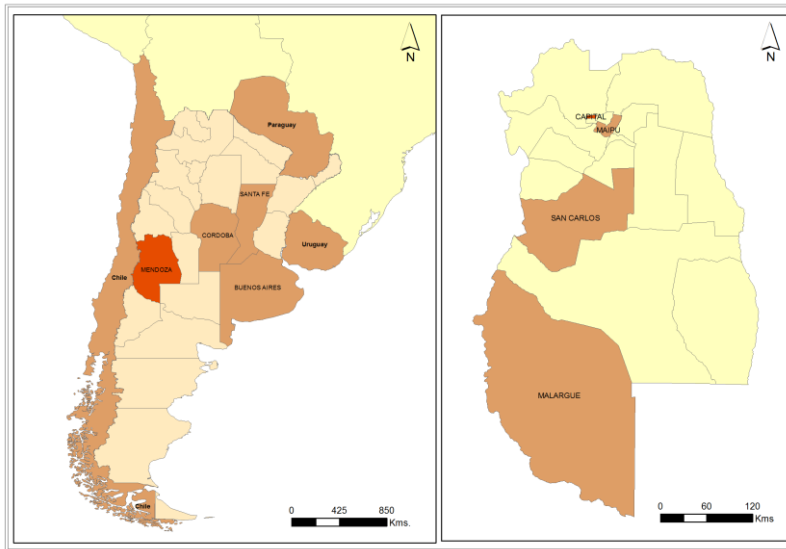 N
Paraguay
SANTA FE
CORDOBA
Uruguay
MENDOZA
Chile
BUENOS AIRES
Chile
0 425 850
Kms.
N
CAPITAL
MAIPU
SAN CARLOS
MALARGUE
0 60 120
Kms